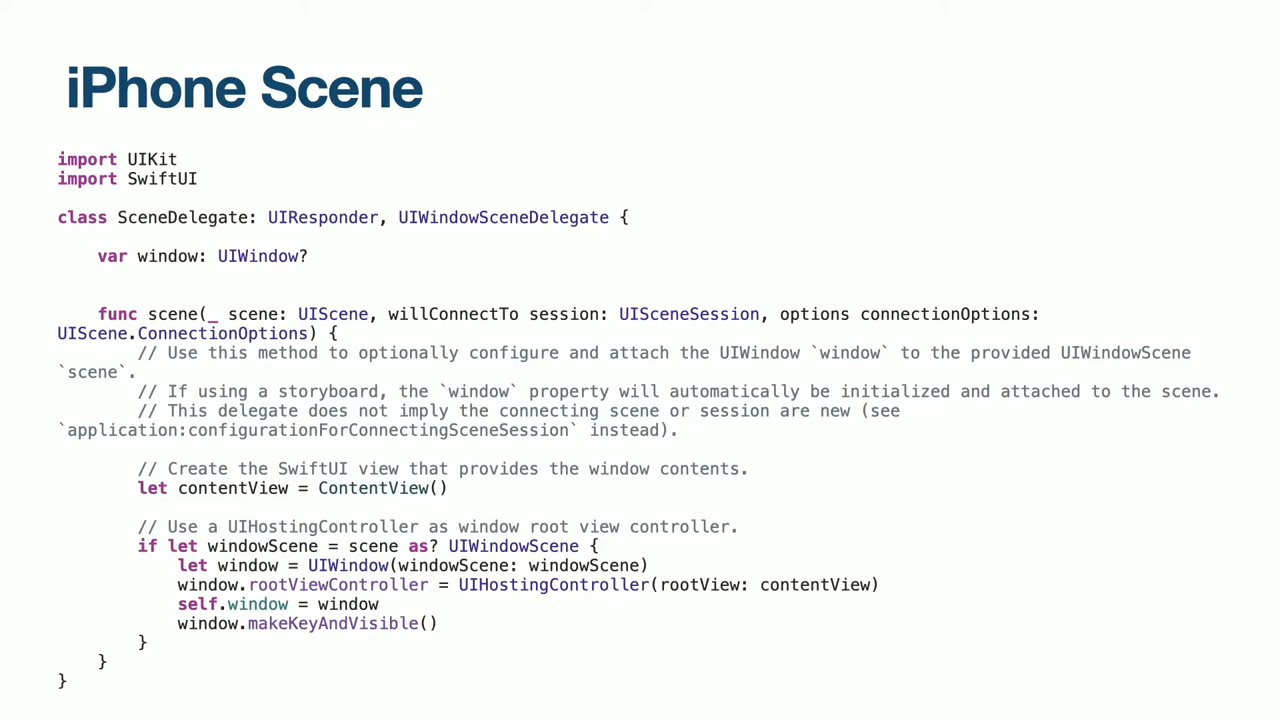 iPhone Scene
import UIKit
import SwiftUI
class SceneDelegate: UIResponder, UIWindowSceneDelegate {
    var window: UIWindow?
    func scene(_ scene: UIScene, willConnectTo session: UISceneSession, options connectionOptions:
UIScene.ConnectionOptions) {
        // Use this method to optionally configure and attach the UIWindow `window` to the provided UIWindowScene
`scene`.
        // If using a storyboard, the `window` property will automatically be initialized and attached to the scene.
        // This delegate does not imply the connecting scene or session are new (see
`application:configurationForConnectingSceneSession` instead).
        // Create the SwiftUI view that provides the window contents.
        let contentView = ContentView()
        // Use a UIHostingController as window root view controller.
        if let windowScene = scene as? UIWindowScene {
            let window = UIWindow(windowScene: windowScene)
            window.rootViewController = UIHostingController(rootView: contentView)
            self.window = window
            window.makeKeyAndVisible()
        }
    }
}